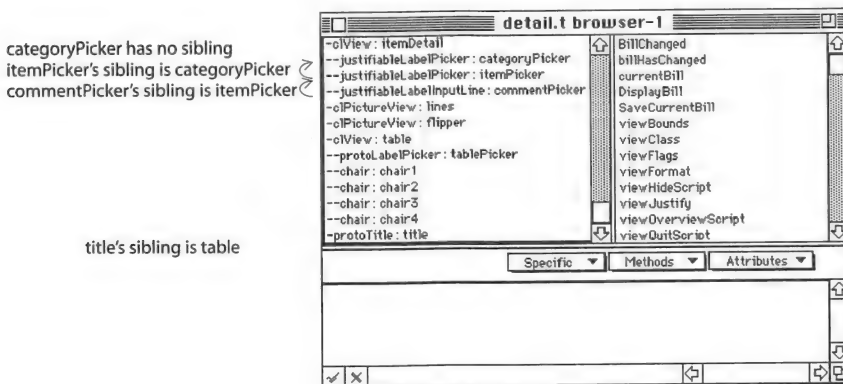 categoryPicker has no sibling
itemPicker's sibling is categoryPicker
commentPicker's sibling is itemPicker
title's sibling is table
detail.t browser-1
-clView : itemDetail
--justifiableLabelPicker : categoryPicker
--justifiableLabelPicker : itemPicker
--justifiableLabelInputLine : commentPicker
-clPictureView : lines
-clPictureView : flipper
-clView : table
--protoLabelPicker : tablePicker
--chair : chair1
--chair : chair2
--chair : chair3
--chair : chair4
-protoTitle : title
BillChanged
billHasChanged
currentBill
DisplayBill
SaveCurrentBill
viewBounds
viewClass
viewFlags
viewFormat
viewHideScript
viewJustify
viewOverviewScript
viewQuitScript
Specific
Methods
Attributes